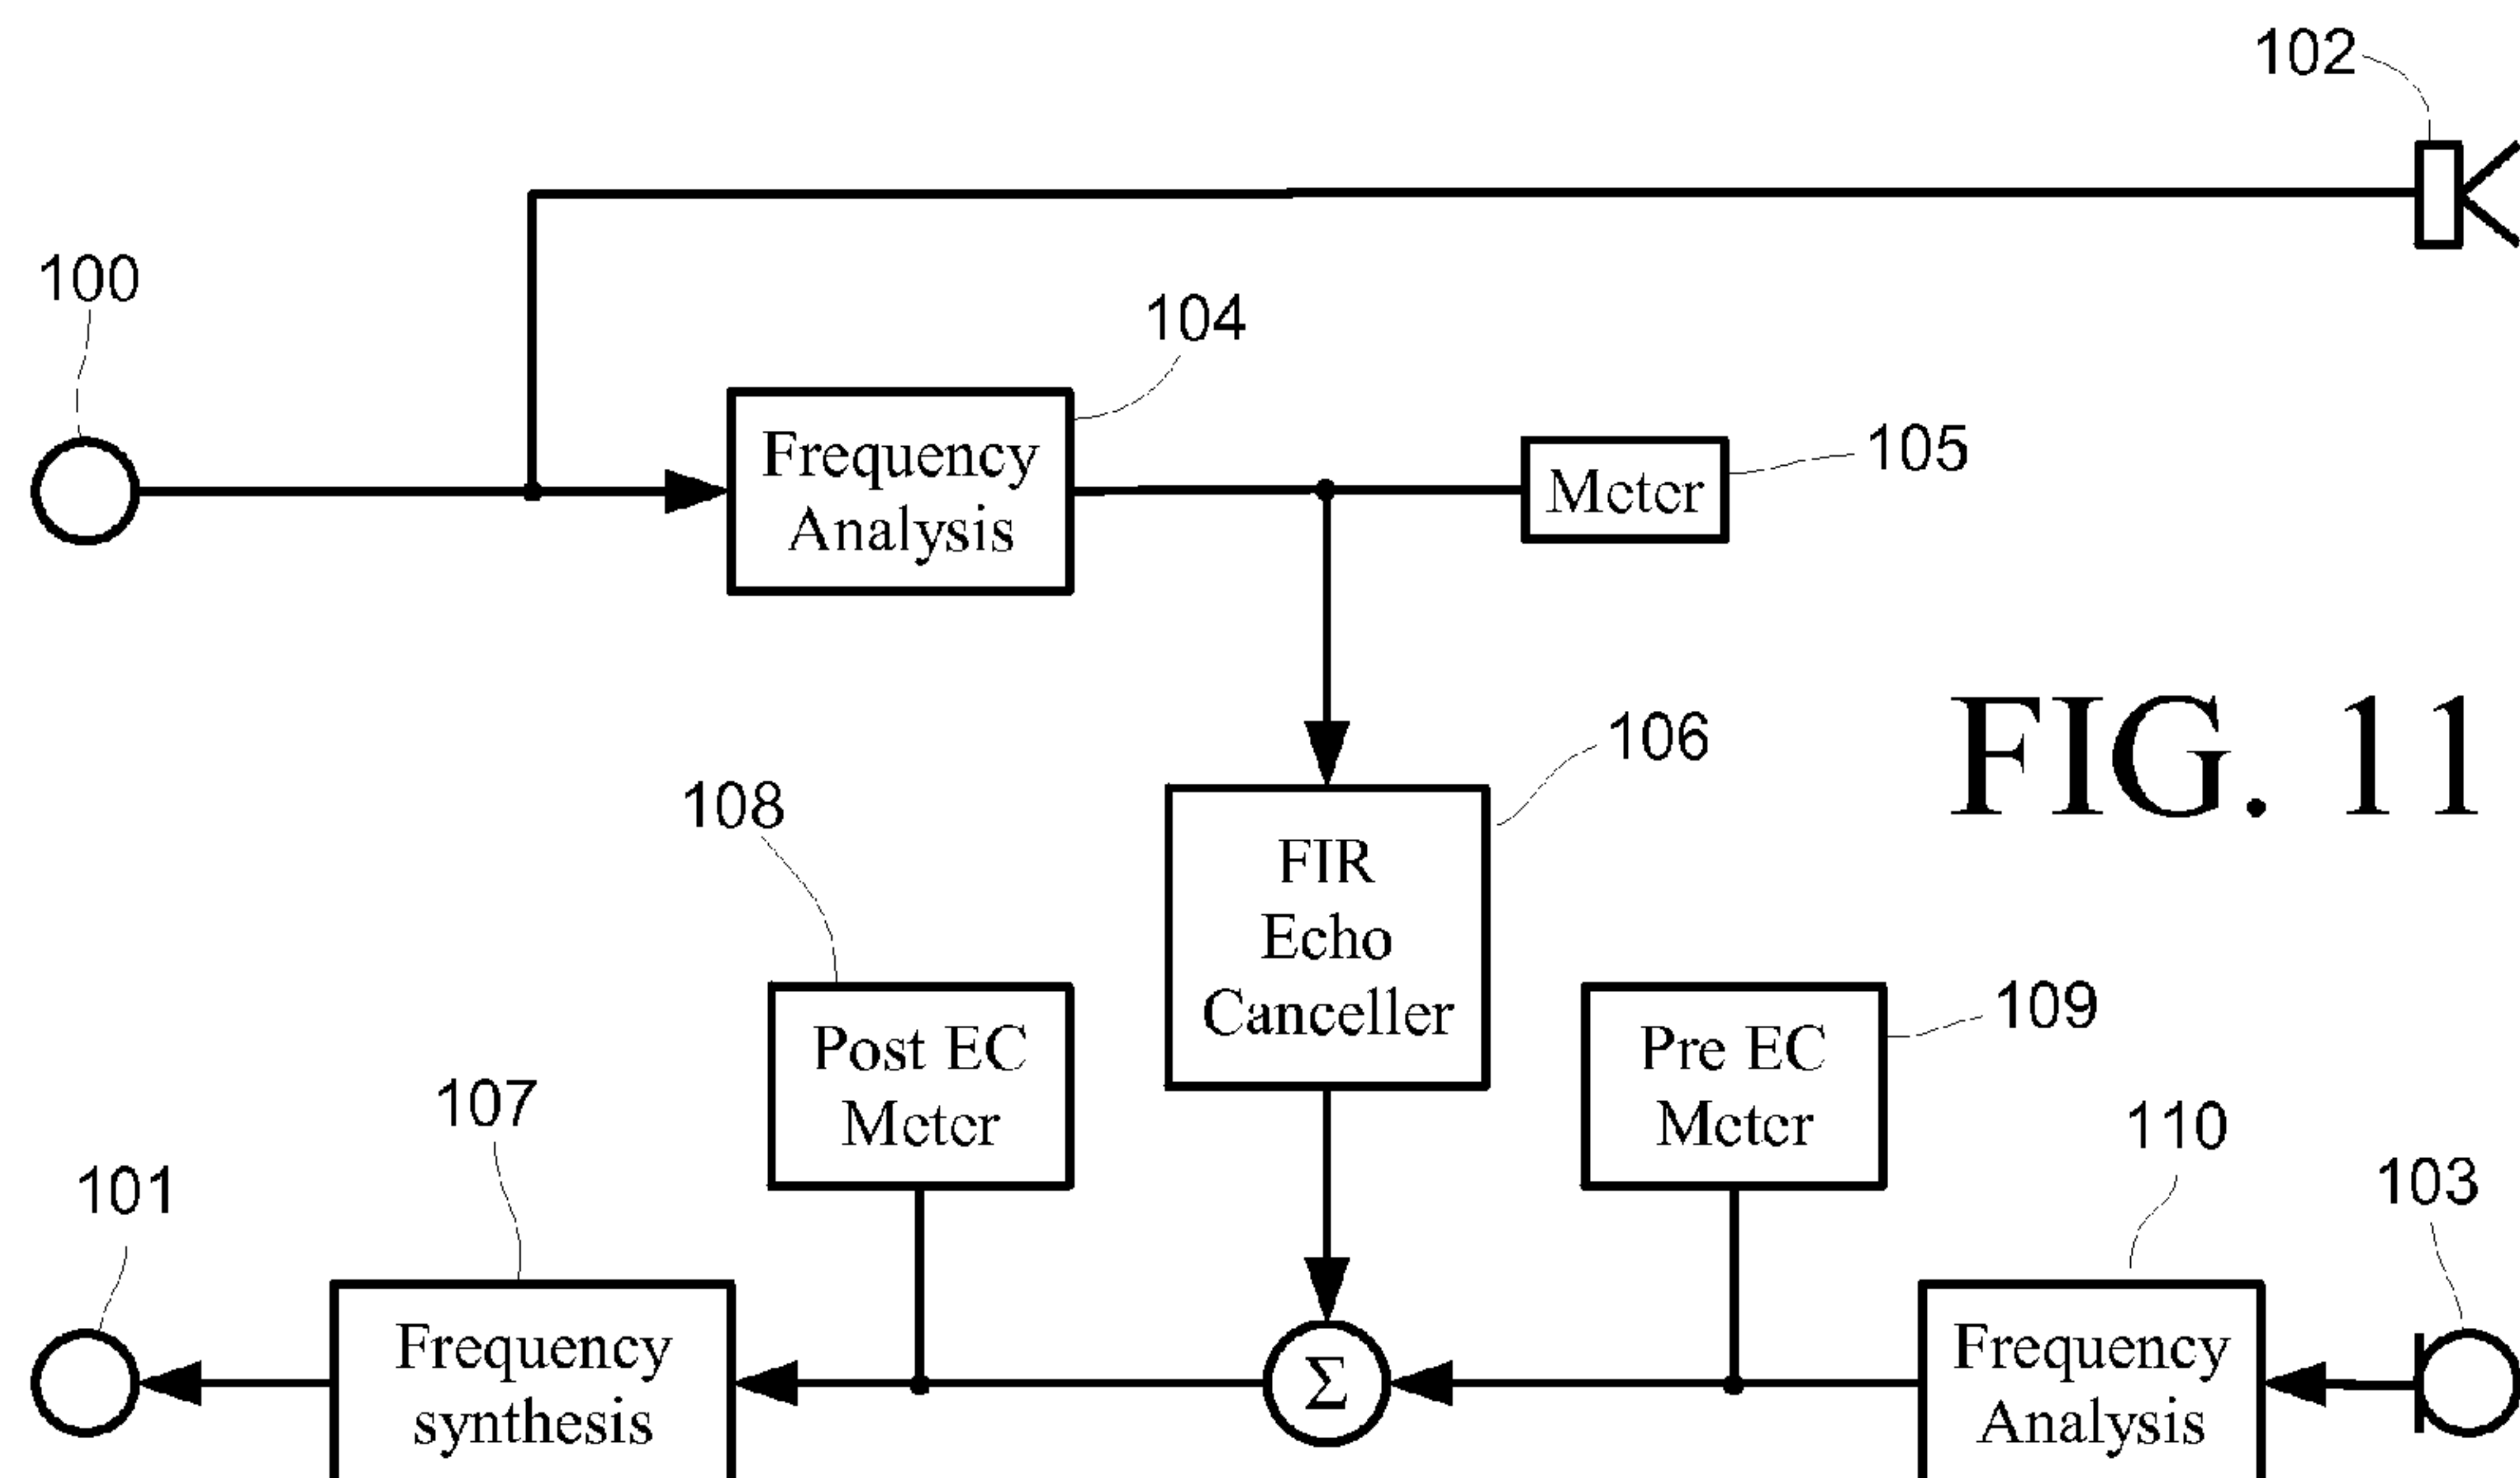 102
100
104
Frequency
Analysis
105
Meter
106
FIG. 11
108
FIR
Echo
Canceller
Post EC
Meter
109
Pre EC
Meter
107
110
101
103
Frequency
synthesis
Σ
Frequency
Analysis